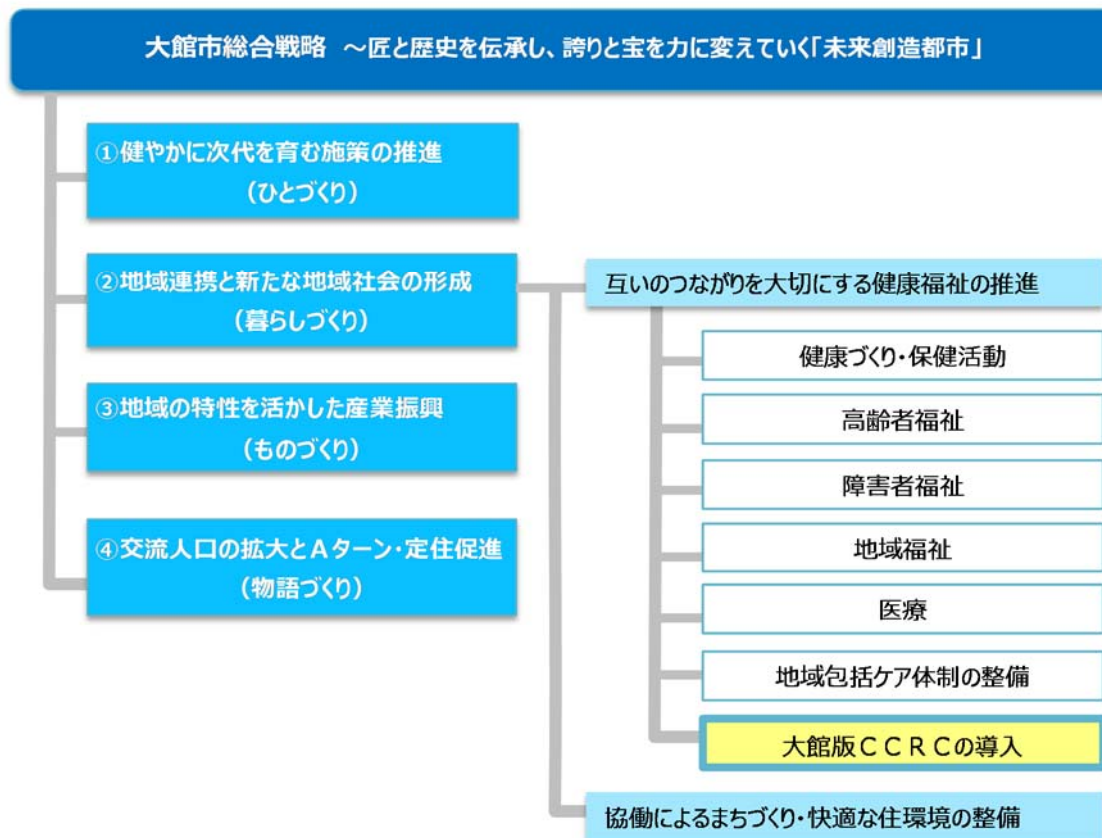 大館市総合戦略 ~匠と歴史を伝承し、誇りと宝を力に変えていく「未来創造都市」
①健やかに次代を育む施策の推進
(ひとづくり)
②地域連携と新たな地域社会の形成
(暮らしづくり)
③地域の特性を活かした産業振興
(ものづくり)
④交流人口の拡大とAターン・定住促進
(物語づくり)
互いのつながりを大切にする健康福祉の推進
健康づくり・保健活動
高齢者福祉
障害者福祉
地域福祉
医療
地域包括ケア体制の整備
大館版CCRCの導入
協働によるまちづくり・快適な住環境の整備